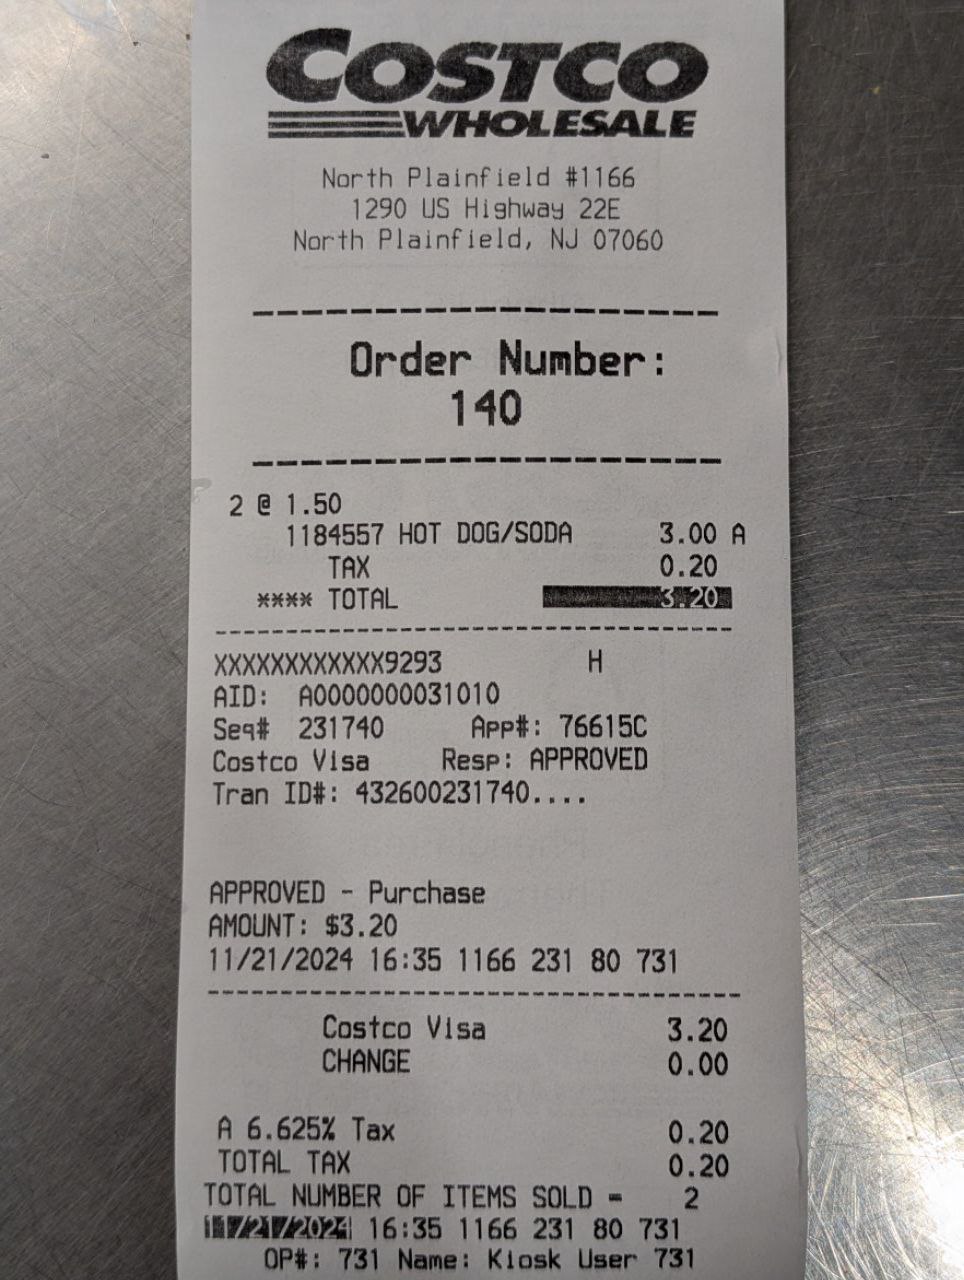 COSTCO
WHOLESALE
North Plainfield #1166
1290 US Highway 22E
North Plainfield, NJ 07060
--------------------
Order Number:
140
--------------------
2 @ 1.50
1184557 HOT DOG/SODA 3.00 A
TAX 0.20
**** TOTAL 3.20
------------------------------------
XXXXXXXXXXXX9293 H
AID: A0000000031010
Seq# 231740 App#: 76615C
Costco Visa Resp: APPROVED
Tran ID#: 432600231740....
APPROVED - Purchase
AMOUNT: $3.20
11/21/2024 16:35 1166 231 80 731
------------------------------------
Costco Visa 3.20
CHANGE 0.00
A 6.625% Tax 0.20
TOTAL TAX 0.20
TOTAL NUMBER OF ITEMS SOLD = 2
11/21/2024 16:35 1166 231 80 731
OP#: 731 Name: Kiosk User 731